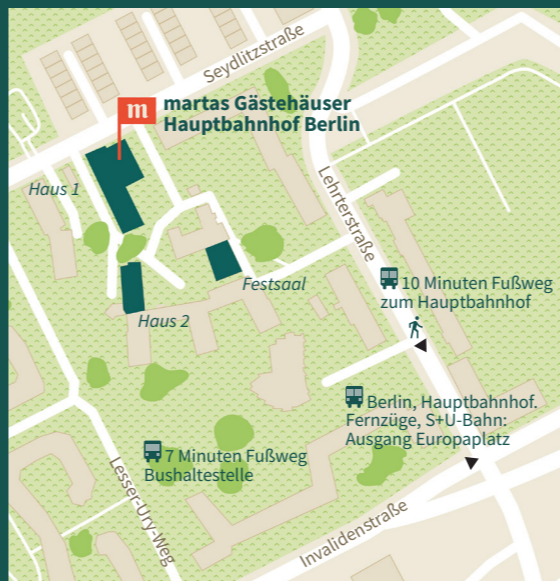 Seydlitzstraße
m
martas Gästehäuser
Hauptbahnhof Berlin
Haus 1
Lehrterstraße
Festsaal
10 Minuten Fußweg
zum Hauptbahnhof
Haus 2
Berlin, Hauptbahnhof.
Fernzüge, S+U-Bahn:
Ausgang Europaplatz
7 Minuten Fußweg
Bushaltestelle
Lesser-Ury-Weg
Invalidenstraße